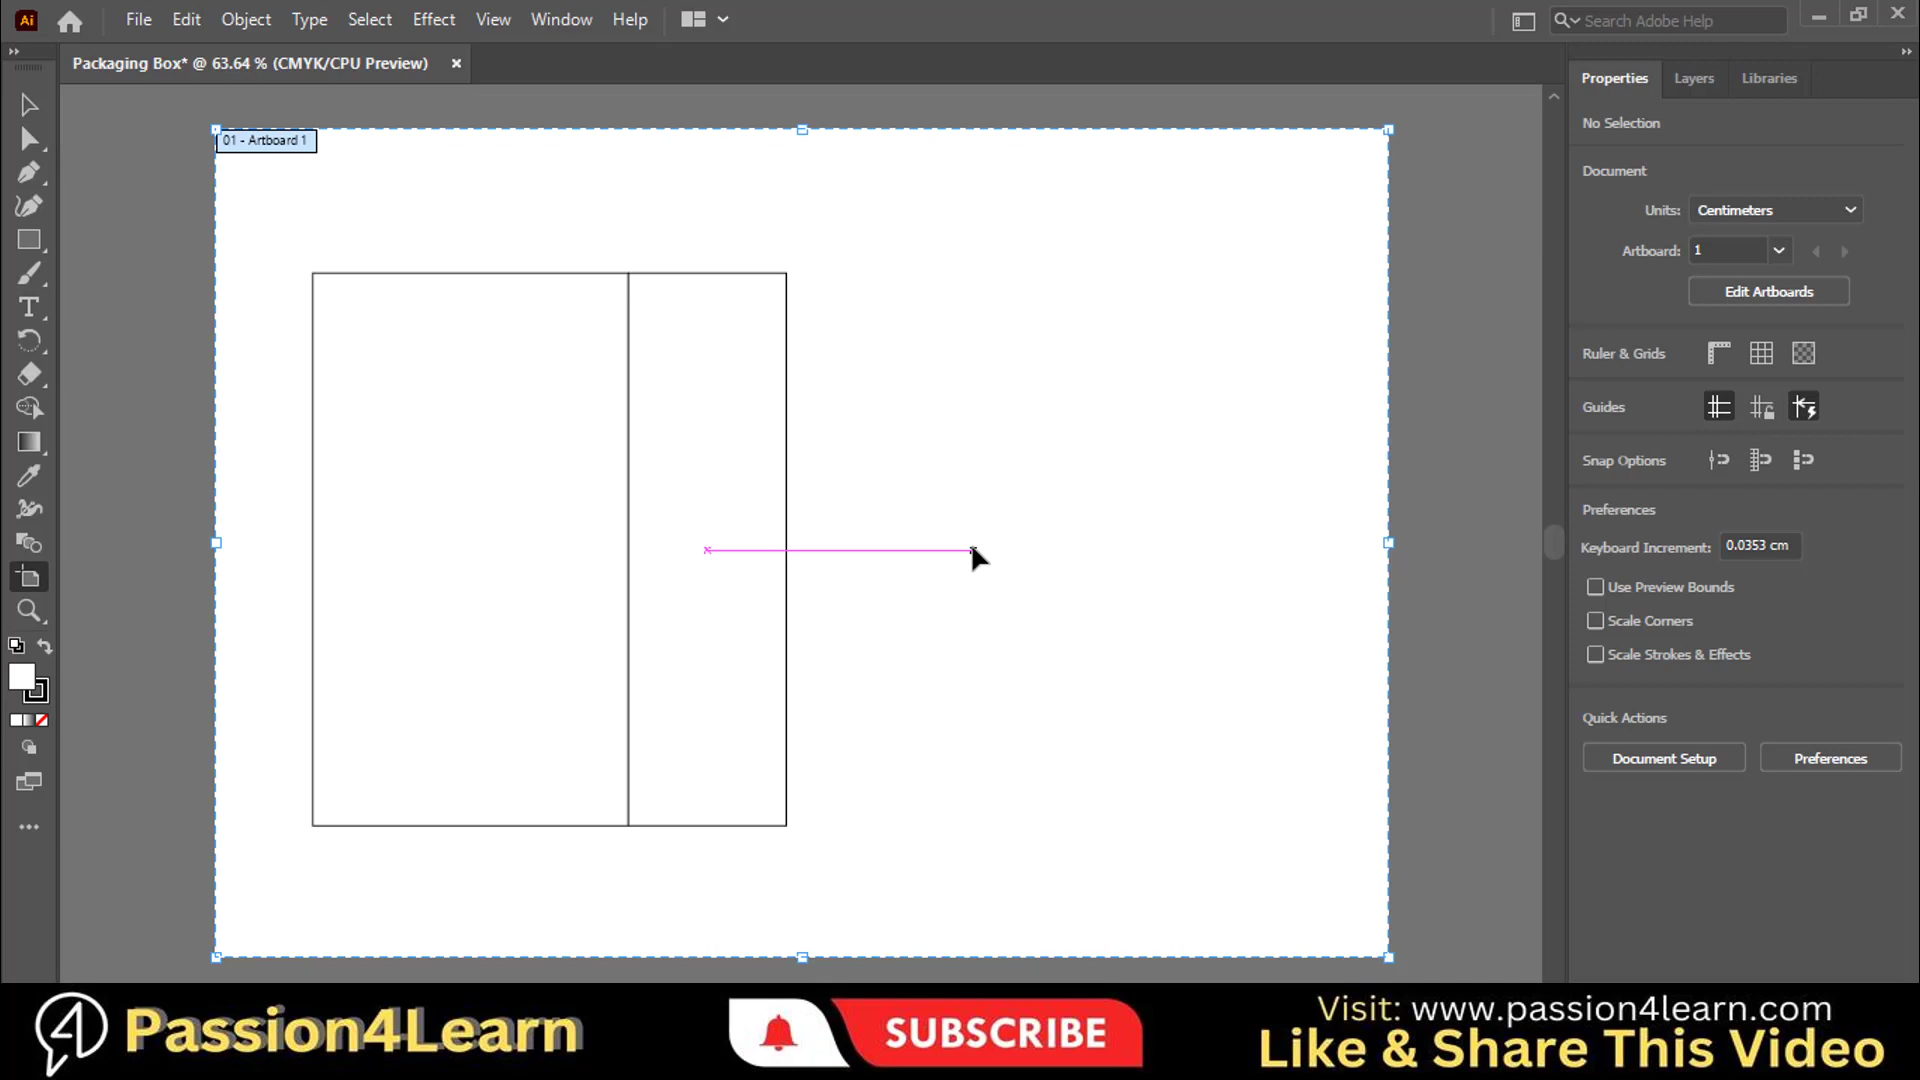 Ai File Edit Object Type Select Effect View Window Help Search Adobe Help
Packaging Box* @ 63.64 % (CMYK/CPU Preview)
01 - Artboard 1
Properties Layers Libraries
No Selection
Document
Units: Centimeters
Artboard: 1
Edit Artboards
Ruler & Grids
Guides
Snap Options
Preferences
Keyboard Increment: 0.0353 cm
Use Preview Bounds
Scale Corners
Scale Strokes & Effects
Quick Actions
Document Setup Preferences
Passion4Learn
SUBSCRIBE
Visit: www.passion4learn.com
Like & Share This Video